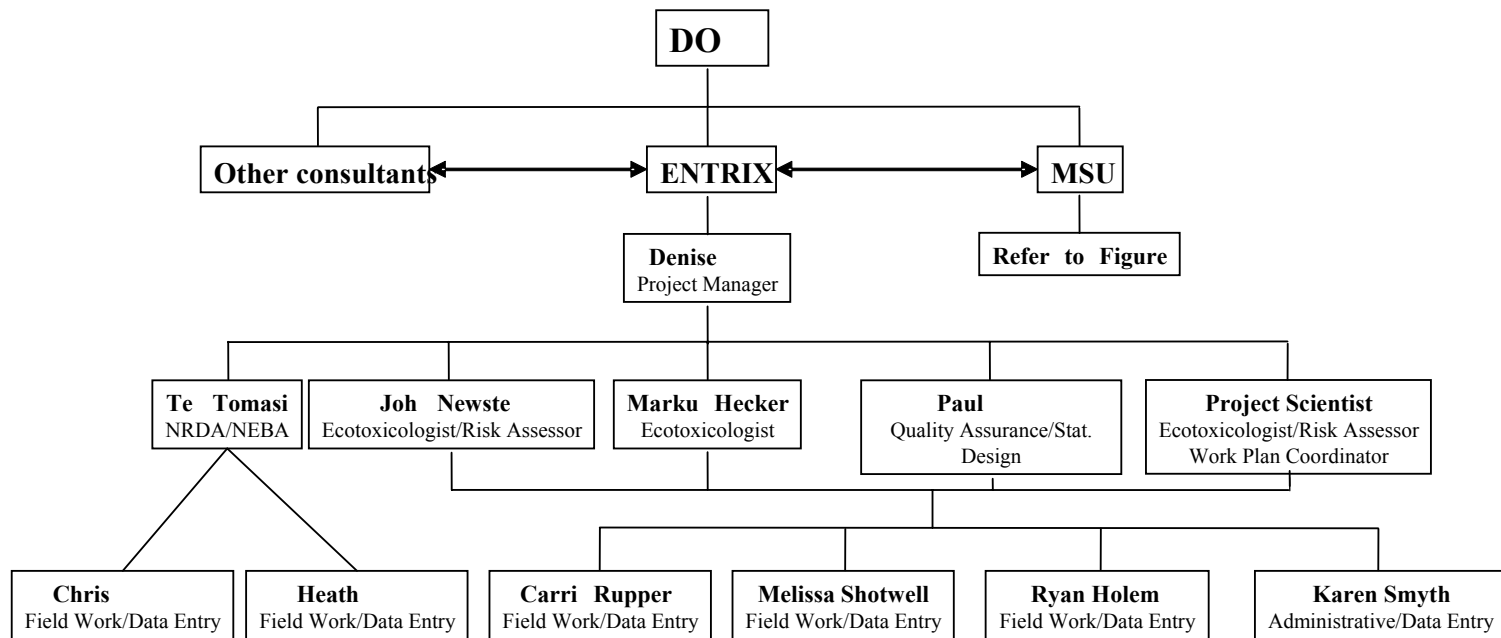 DO
Other consultants
ENTRIX
MSU
Denise
Project Manager
Refer to Figure
Te Tomasi
NRDA/NEBA
Joh Newste
Ecotoxicologist/Risk Assessor
Marku Hecker
Ecotoxicologist
Paul
Quality Assurance/Stat.
Design
Project Scientist
Ecotoxicologist/Risk Assessor
Work Plan Coordinator
Chris
Field Work/Data Entry
Heath
Field Work/Data Entry
Carri Rupper
Field Work/Data Entry
Melissa Shotwell
Field Work/Data Entry
Ryan Holem
Field Work/Data Entry
Karen Smyth
Administrative/Data Entry